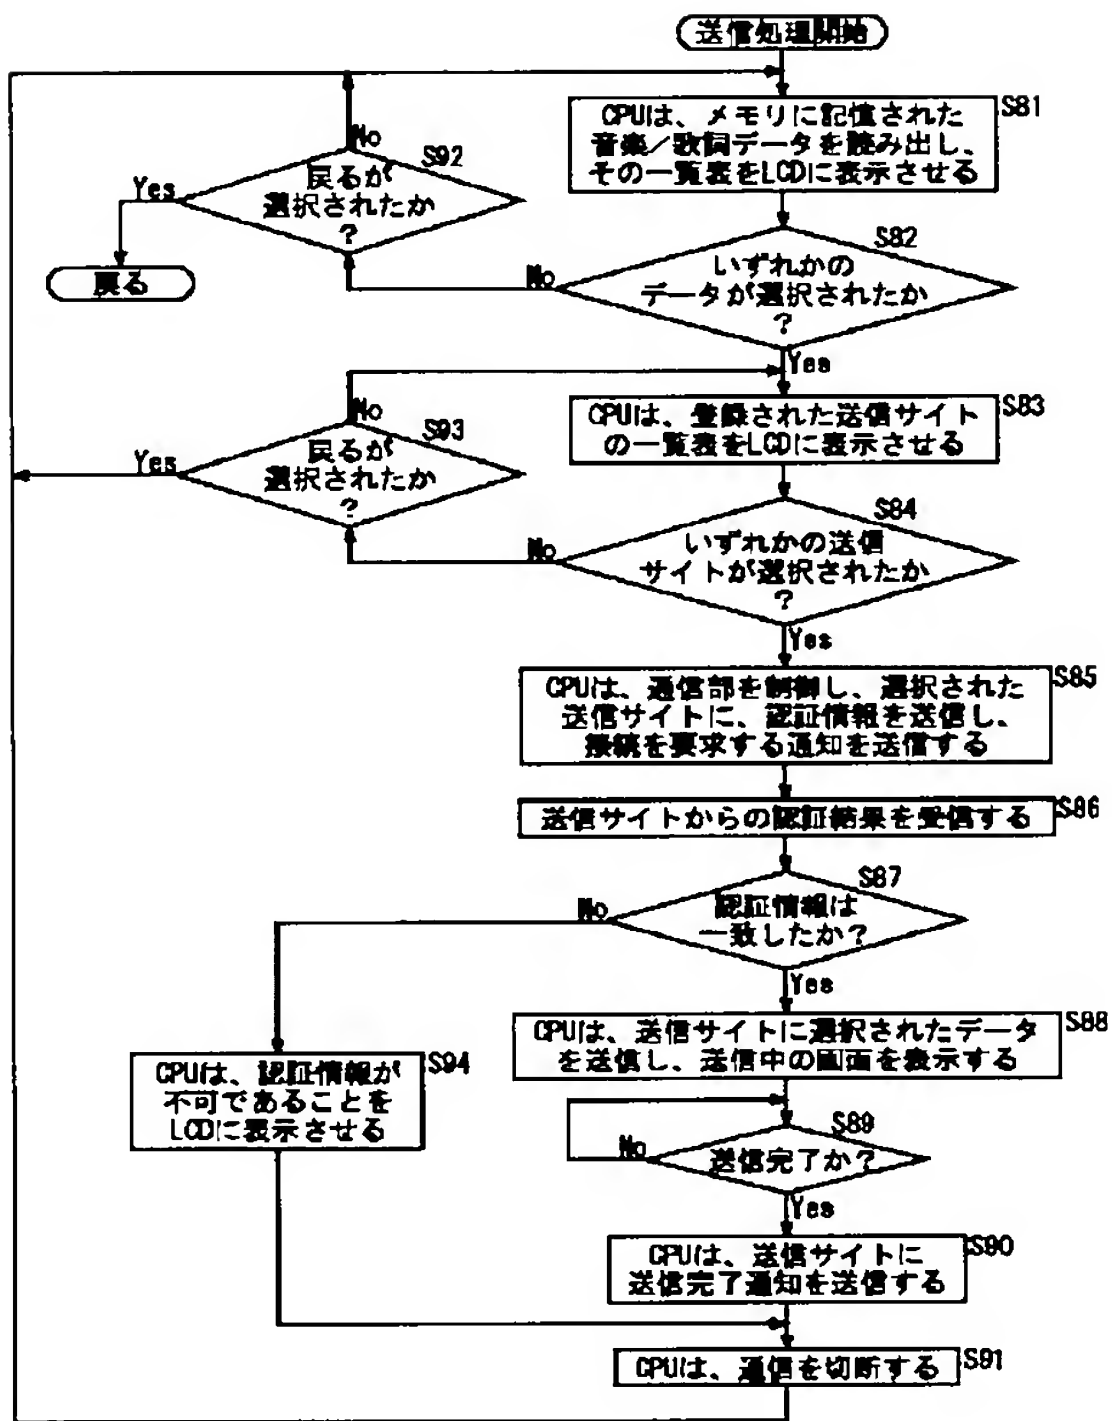 送信処理開始
S81
CPUは、メモリに記憶された
音楽/歌詞データを読み出し、
その一覧表をLCDに表示させる
No
S92
戻るが
選択されたか
?
Yes
戻る
S82
いずれかの
データが選択されたか
?
No
Yes
S83
CPUは、登録された送信サイト
の一覧表をLCDに表示させる
No
S93
戻るが
選択されたか
?
Yes
S84
いずれかの送信
サイトが選択されたか
?
No
Yes
S85
CPUは、通信部を制御し、選択された
送信サイトに、認証情報を送信し、
接続を要求する通知を送信する
S86
送信サイトからの認証結果を受信する
S87
認証情報は
一致したか?
No
Yes
S88
CPUは、送信サイトに選択されたデータ
を送信し、送信中の画面を表示する
S94
CPUは、認証情報が
不可であることを
LCDに表示させる
S89
送信完了か?
No
Yes
S90
CPUは、送信サイトに
送信完了通知を送信する
S91
CPUは、通信を切断する